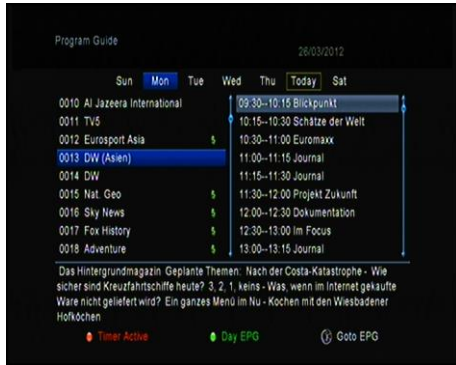 Program Guide
26/03/2012
Sun Mon Tue Wed Thu Today Sat
0010 Al Jazeera International
0011 TV5
0012 Eurosport Asia $
0013 DW (Asien)
0014 DW
0015 Nat. Geo $
0016 Sky News $
0017 Fox History $
0018 Adventure $
09:30--10:15 Blickpunkt
10:15--10:30 Schätze der Welt
10:30--11:00 Euromaxx
11:00--11:15 Journal
11:15--11:30 Journal
11:30--12:00 Projekt Zukunft
12:00--12:30 Dokumentation
12:30--13:00 Im Focus
13:00--13:15 Journal
Das Hintergrundmagazin Geplante Themen: Nach der Costa-Katastrophe - Wie
sicher sind Kreuzfahrtschiffe heute? 3, 2, 1, keins - Was, wenn im Internet gekaufte
Ware nicht geliefert wird? Ein ganzes Menü im Nu - Kochen mit den Wiesbadener
Hofköchen
Timer Active Day EPG Goto EPG